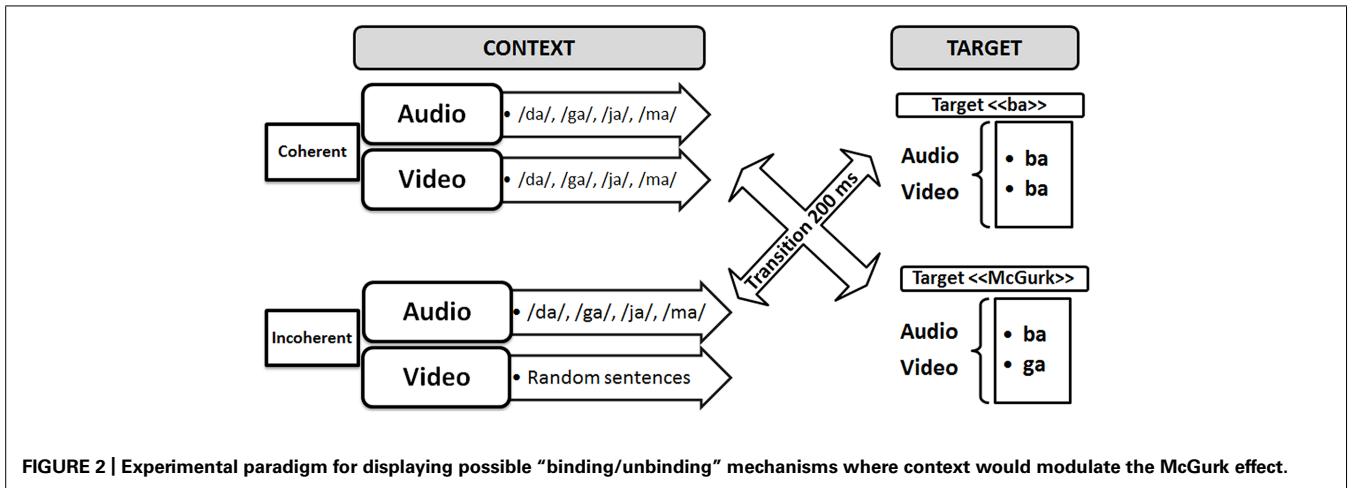 CONTEXT
Coherent
Audio
• /da/, /ga/, /ja/, /ma/
Video
• /da/, /ga/, /ja/, /ma/
Incoherent
Audio
• /da/, /ga/, /ja/, /ma/
Video
• Random sentences
Transition 200 ms
TARGET
Target <<ba>>
Audio
• ba
Video
• ba
Target <<McGurk>>
Audio
• ba
Video
• ga
FIGURE 2 | Experimental paradigm for displaying possible “binding/unbinding” mechanisms where context would modulate the McGurk effect.